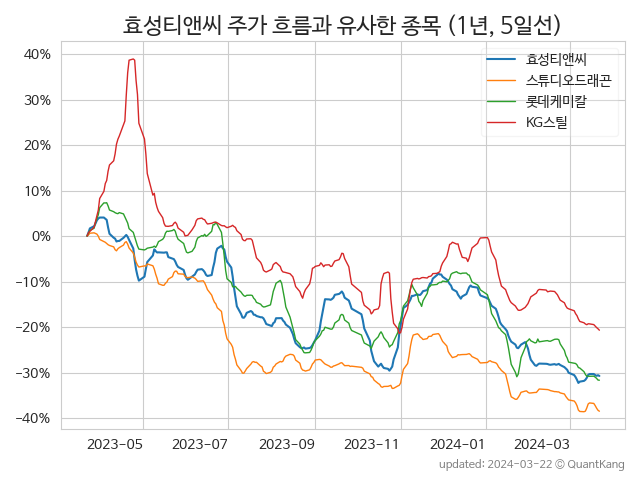 효성티앤씨 주가 흐름과 유사한 종목 (1년, 5일선)
40%
30%
20%
10%
0%
−10%
−20%
−30%
−40%
효성티앤씨
스튜디오드래곤
롯데케미칼
KG스틸
2023-05
2023-07
2023-09
2023-11
2024-01
2024-03
updated: 2024-03-22 © QuantKang